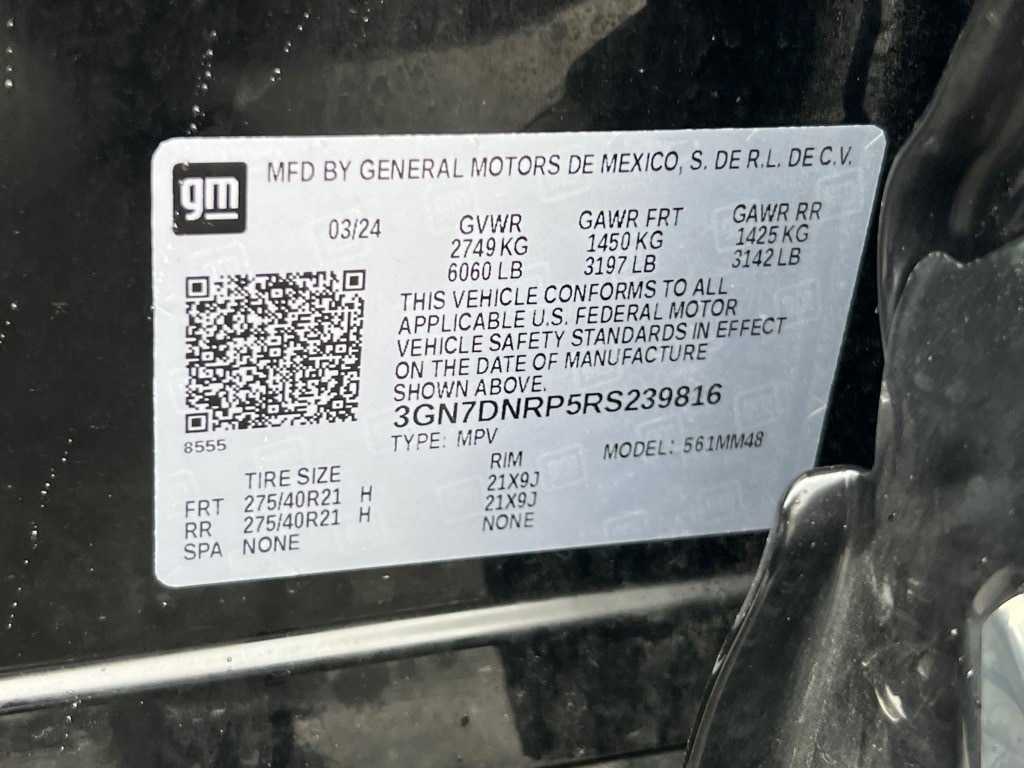 gm
MFD BY GENERAL MOTORS DE MEXICO, S. DE R.L. DE C.V.
03/24 GVWR GAWR FRT GAWR RR
2749 KG 1450 KG 1425 KG
6060 LB 3197 LB 3142 LB
THIS VEHICLE CONFORMS TO ALL
APPLICABLE U.S. FEDERAL MOTOR
VEHICLE SAFETY STANDARDS IN EFFECT
ON THE DATE OF MANUFACTURE
SHOWN ABOVE.
3GN7DNRP5RS239816
8555
TYPE: MPV MODEL: 561MM48
TIRE SIZE RIM
FRT 275/40R21 H 21X9J
RR 275/40R21 H 21X9J
SPA NONE NONE